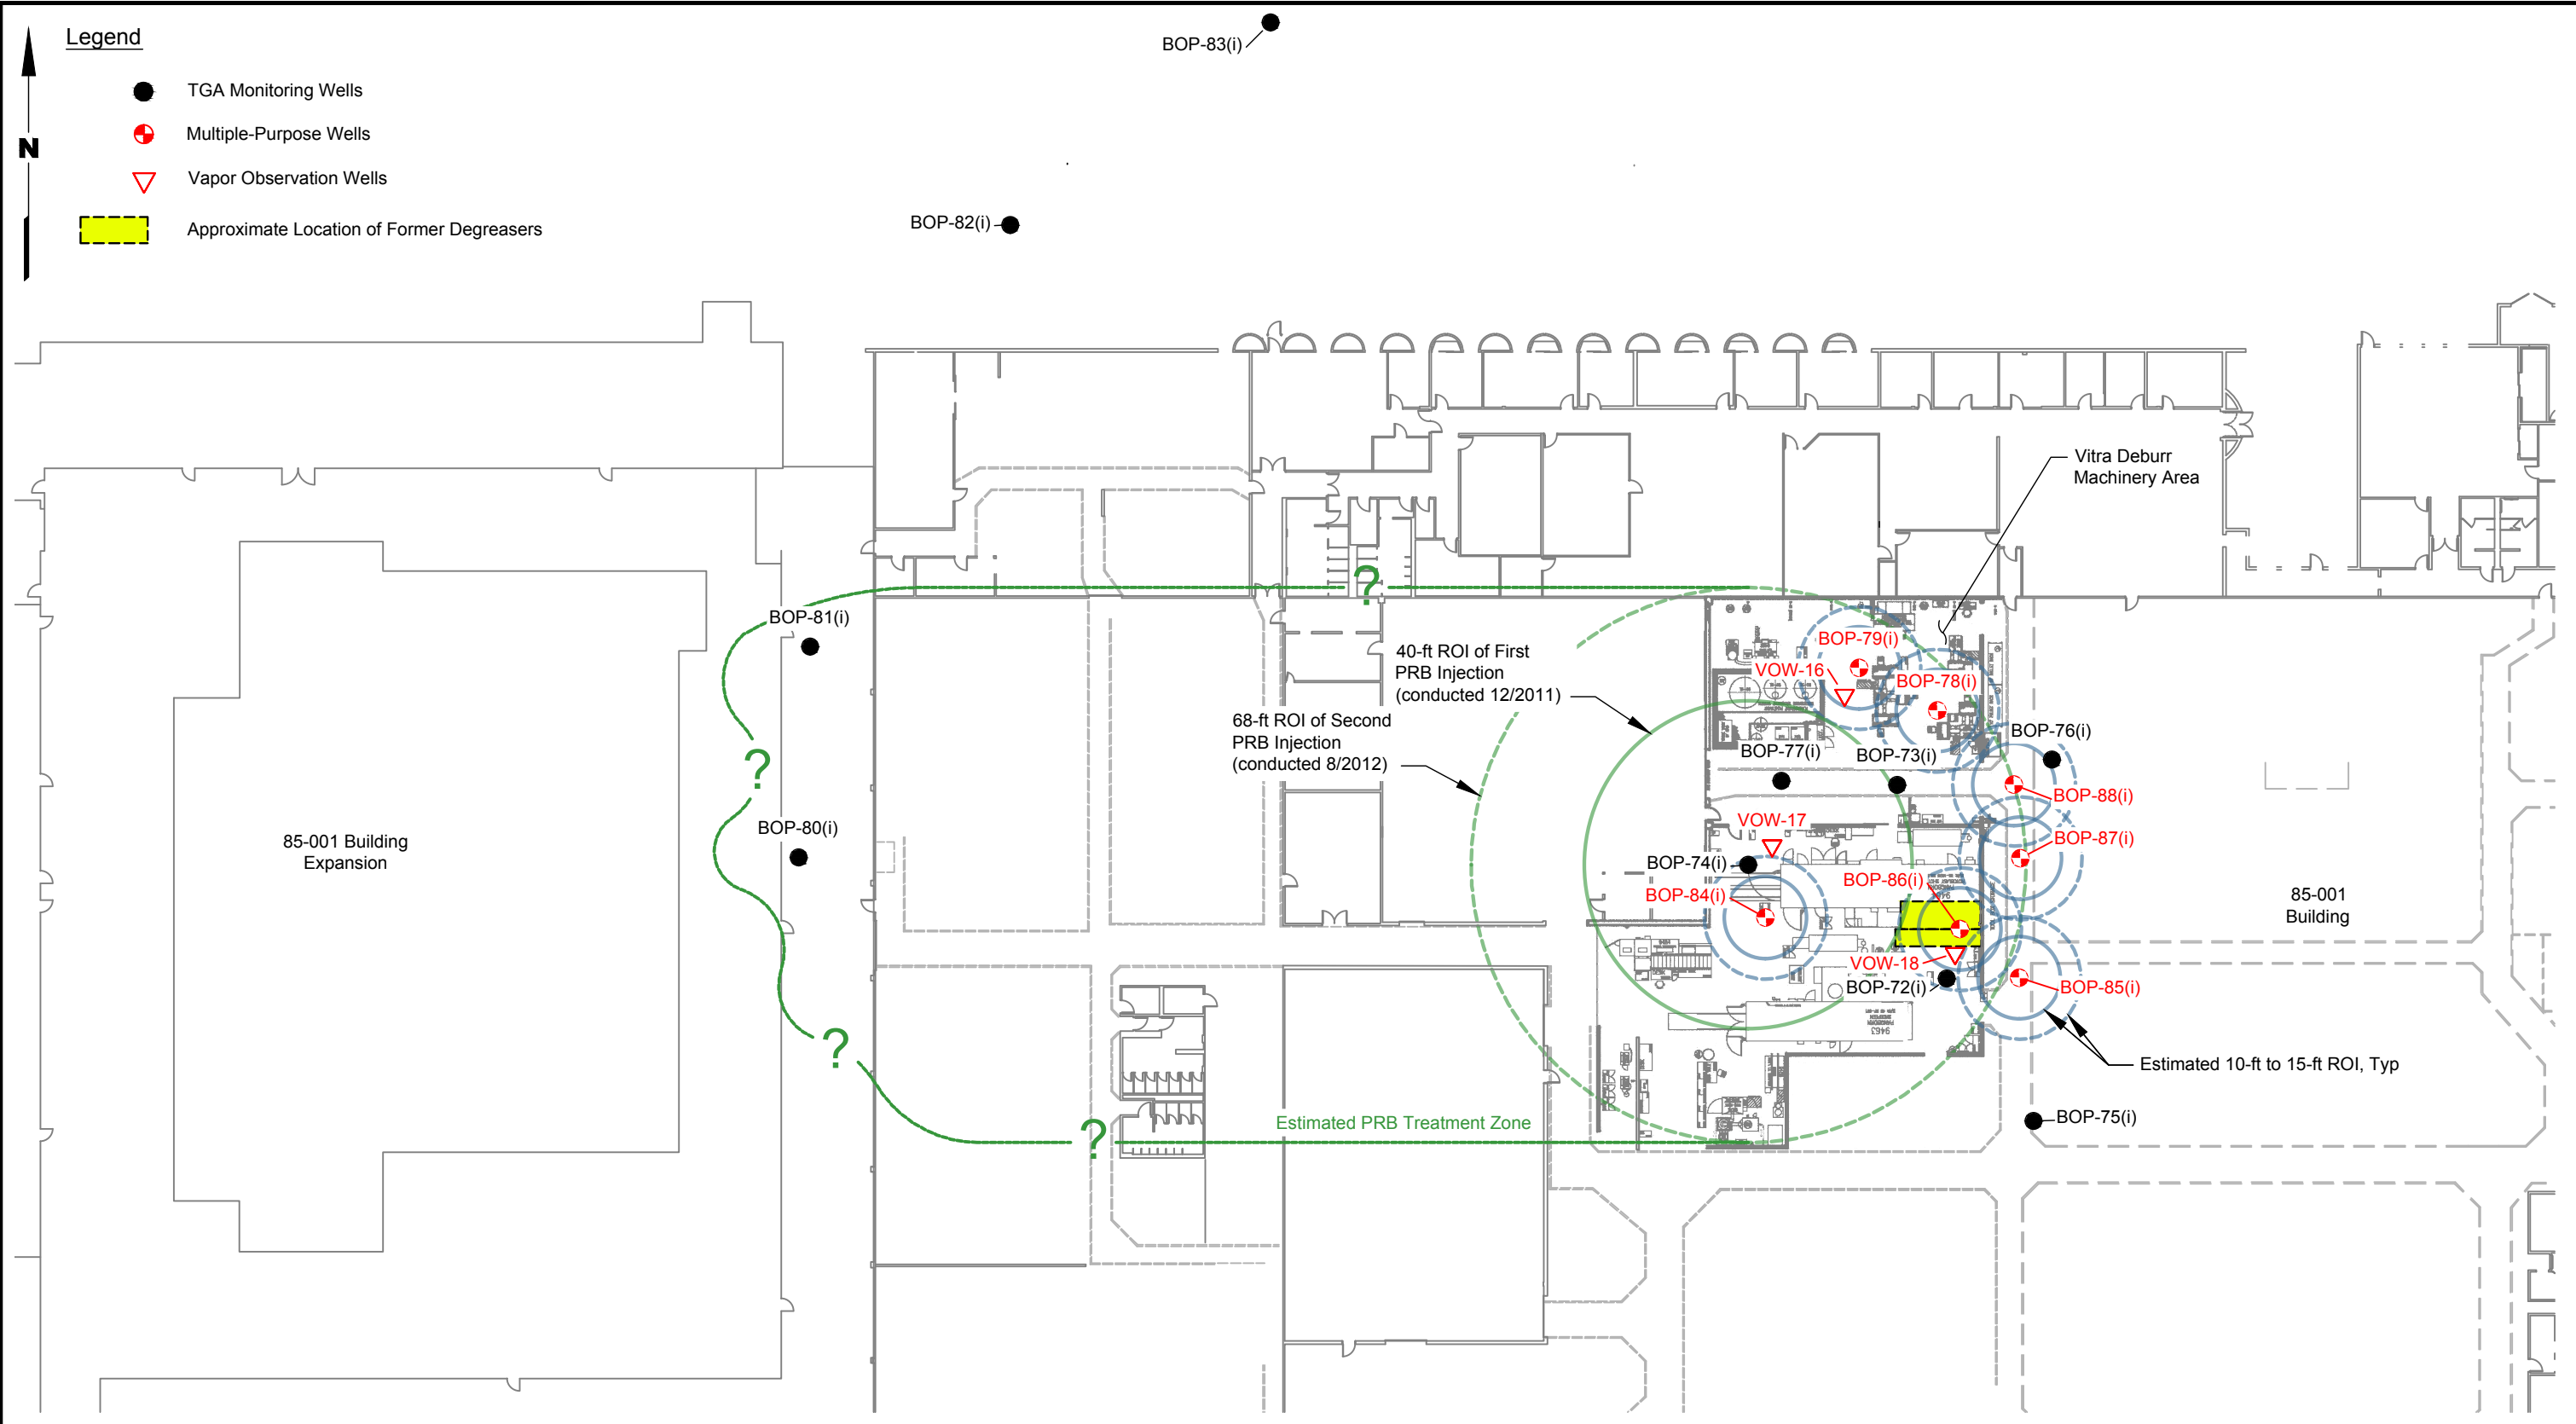 Legend
TGA Monitoring Wells
Multiple-Purpose Wells
Vapor Observation Wells
Approximate Location of Former Degreasers
N
BOP-83(i)
BOP-82(i)
Vitra Deburr
Machinery Area
?
BOP-81(i)
BOP-79(i)
40-ft ROI of First
PRB Injection
(conducted 12/2011)
VOW-16
BOP-78(i)
68-ft ROI of Second
PRB Injection
(conducted 8/2012)
BOP-76(i)
BOP-77(i)
BOP-73(i)
?
BOP-88(i)
BOP-80(i)
VOW-17
BOP-87(i)
85-001 Building
Expansion
BOP-74(i)
BOP-86(i)
BOP-84(i)
85-001
Building
VOW-18
BOP-72(i)
BOP-85(i)
9463
?
Estimated 10-ft to 15-ft ROI, Typ
?
Estimated PRB Treatment Zone
BOP-75(i)